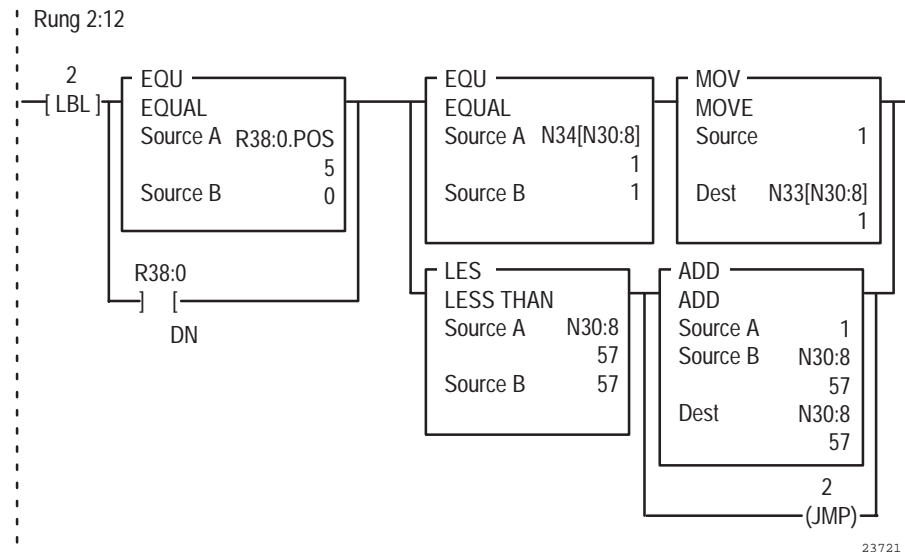 Rung 2:12
2
[ LBL ]
EQU
EQUAL
Source A R38:0.POS
5
Source B 0
R38:0
] [
DN
EQU
EQUAL
Source A N34[N30:8]
1
Source B 1
MOV
MOVE
Source 1
Dest N33[N30:8]
1
LES
LESS THAN
Source A N30:8
57
Source B 57
ADD
ADD
Source A 1
Source B N30:8
57
Dest N30:8
57
2
(JMP)
23721